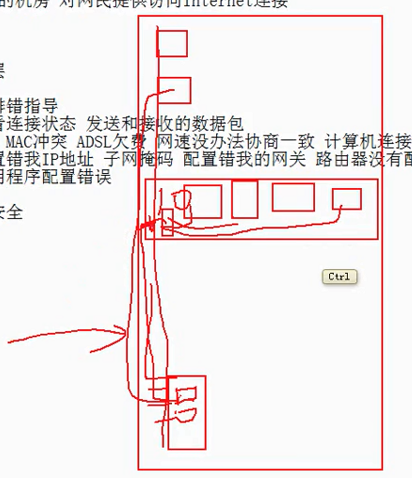 的机房 对网民提供访问Internet连接
层
排错指导
看连接状态 发送和接收的数据包
MAC冲突 ADSL欠费 网速没办法协商一致 计算机连接
置错误IP地址 子网掩码 配置错误的网关 路由器没有配
用程序配置错误
安全
Ctrl